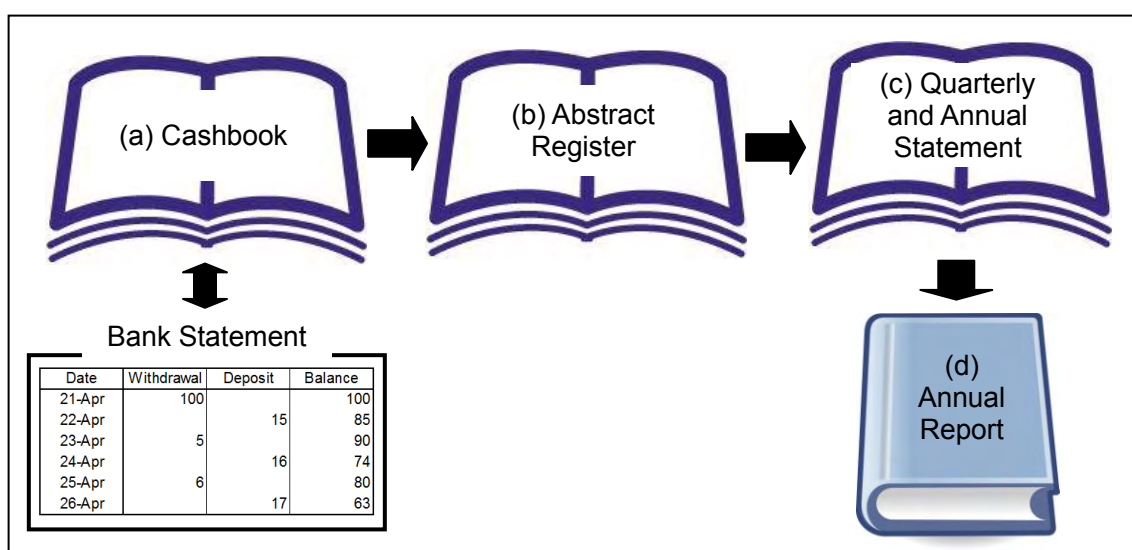 (a) Cashbook
(b) Abstract
Register
(c) Quarterly
and Annual
Statement
Bank Statement
Date Withdrawal Deposit Balance
21-Apr 100 100
22-Apr 15 85
23-Apr 5 90
24-Apr 16 74
25-Apr 6 80
26-Apr 17 63
(d)
Annual
Report